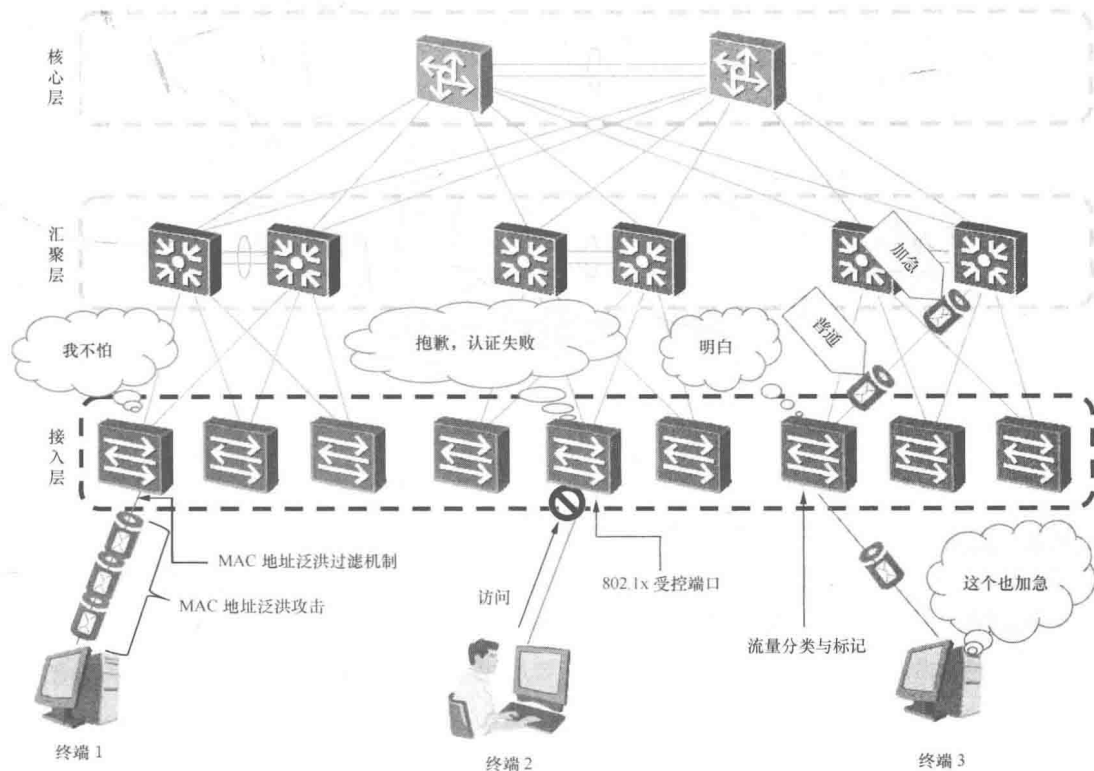 核心层
汇聚层
加急
普通
我不怕
抱歉，认证失败
明白
接入层
MAC 地址泛洪过滤机制
MAC 地址泛洪攻击
访问
802.1x 受控端口
流量分类与标记
这个也加急
终端 1
终端 2
终端 3